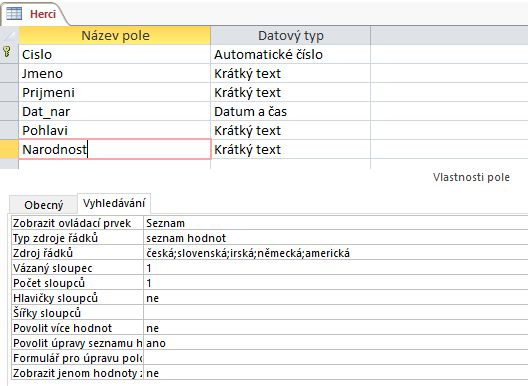 Herci
Název pole Datový typ
Cislo Automatické číslo
Jmeno Krátký text
Prijmeni Krátký text
Dat_nar Datum a čas
Pohlavi Krátký text
Narodnost Krátký text
Vlastnosti pole
Obecný Vyhledávání
Zobrazit ovládací prvek Seznam
Typ zdroje řádků seznam hodnot
Zdroj řádků česká;slovenská;irská;německá;americká
Vázaný sloupec 1
Počet sloupců 1
Hlavičky sloupců ne
Šířky sloupců
Povolit více hodnot ne
Povolit úpravy seznamu h ano
Formulář pro úpravu polo
Zobrazit jenom hodnoty z ne